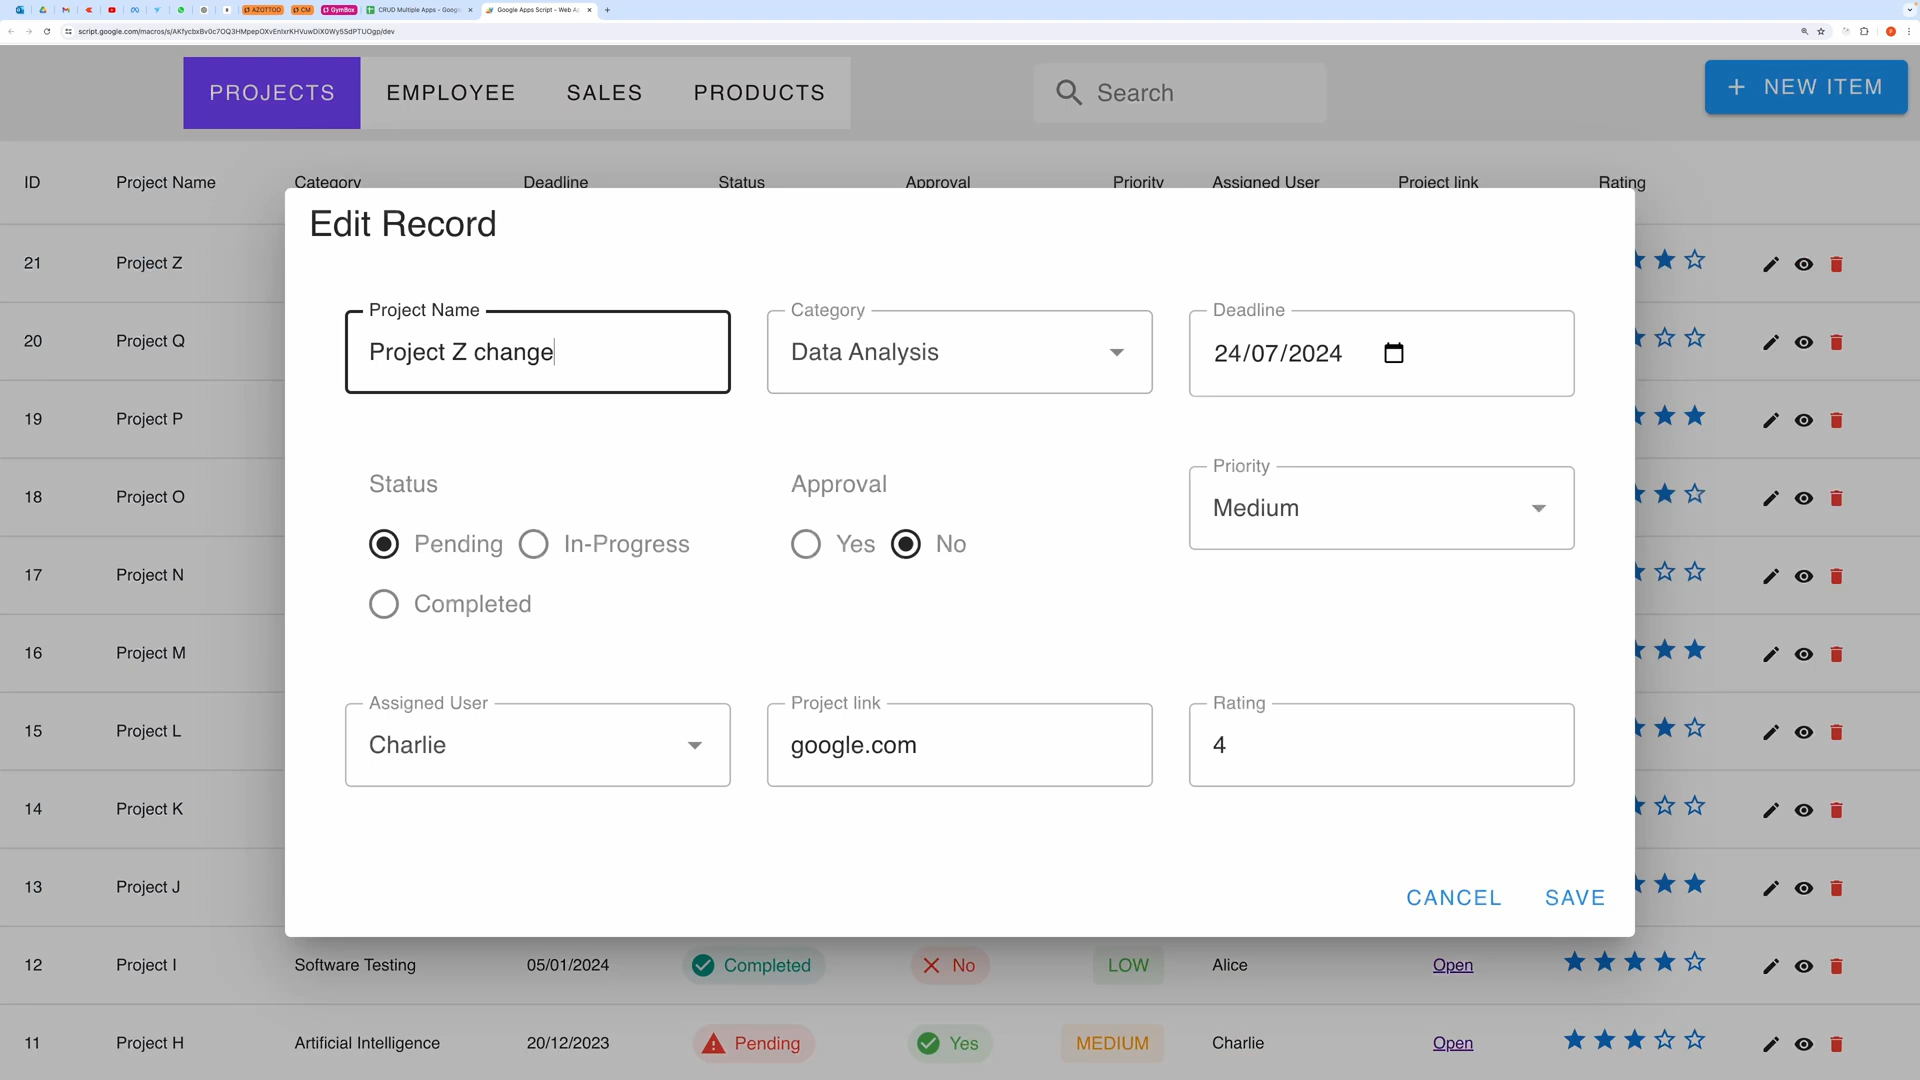 AZOTTOO CM GymBox CRUD Multiple Apps - Goog Google Apps Script - Web A
script.google.com/macros/s/AKfycbxBv0c7OQ3HMpepOXvEnlxrKHVuwDiX0Wy5SdPTUOgp/dev
PROJECTS EMPLOYEE SALES PRODUCTS Search + NEW ITEM
ID Project Name Category Deadline Status Approval Priority Assigned User Project link Rating
Edit Record
21 Project Z
20 Project Q
19 Project P
18 Project O
17 Project N
16 Project M
15 Project L
14 Project K
13 Project J
Project Name Category Deadline
Project Z change Data Analysis 24/07/2024
Status Approval Priority
Medium
Pending In-Progress Yes No
Completed
Assigned User Project link Rating
Charlie google.com 4
CANCEL SAVE
12 Project I Software Testing 05/01/2024 Completed No LOW Alice Open
11 Project H Artificial Intelligence 20/12/2023 Pending Yes MEDIUM Charlie Open